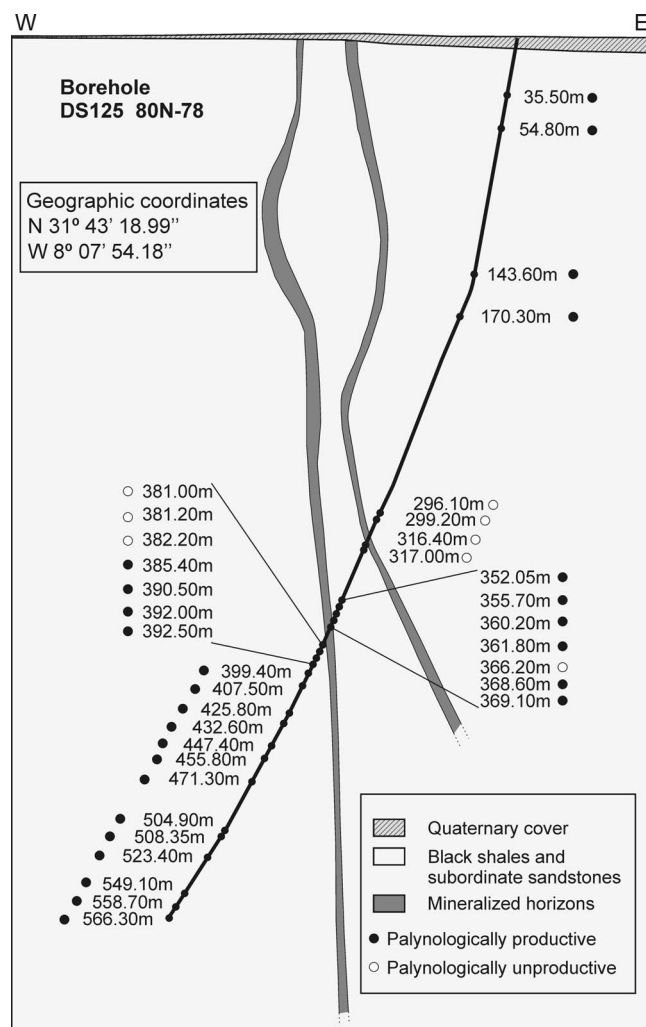 W
E
Borehole
DS125 80N-78
Geographic coordinates
N 31º 43’ 18.99’’
W 8º 07’ 54.18’’
35.50m
54.80m
143.60m
170.30m
296.10m
299.20m
316.40m
317.00m
352.05m
355.70m
360.20m
361.80m
366.20m
368.60m
369.10m
381.00m
381.20m
382.20m
385.40m
390.50m
392.00m
392.50m
399.40m
407.50m
425.80m
432.60m
447.40m
455.80m
471.30m
504.90m
508.35m
523.40m
549.10m
558.70m
566.30m
Quaternary cover
Black shales and
subordinate sandstones
Mineralized horizons
Palynologically productive
Palynologically unproductive